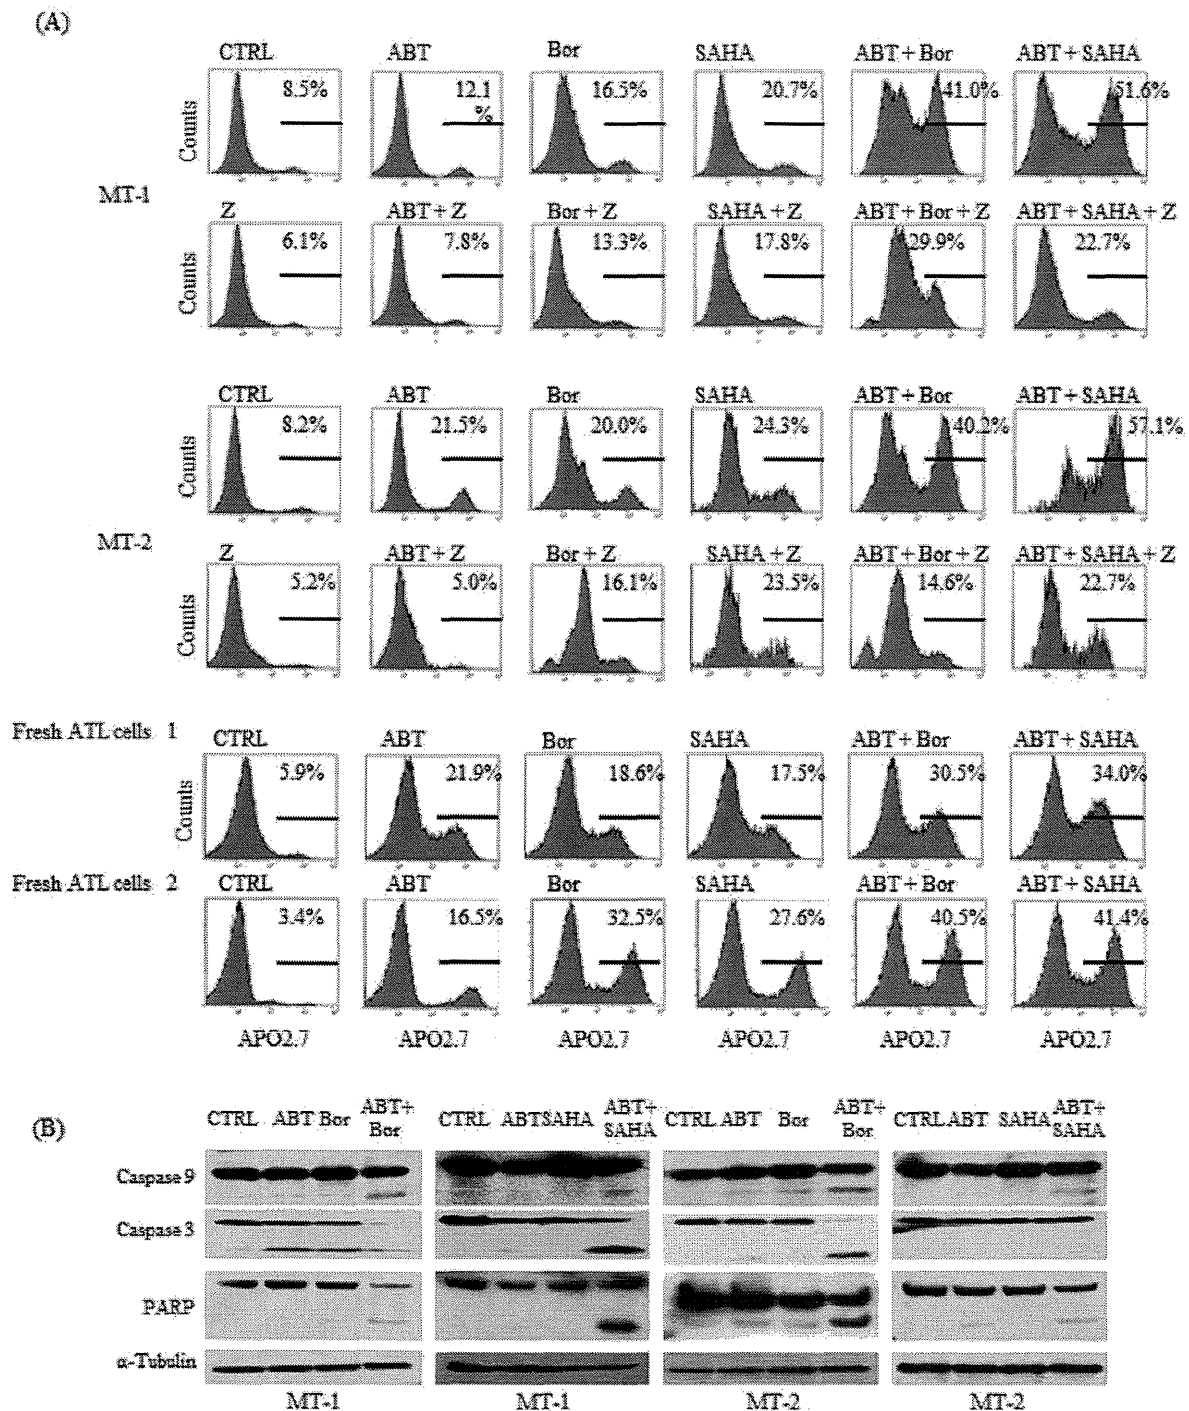 (A)
CTRL ABT Bor SAHA ABT+Bor ABT+SAHA
8.5% 12.1% 16.5% 20.7% 41.0% 51.6%
Counts
MT-1
Z ABT+Z Bor+Z SAHA+Z ABT+Bor+Z ABT+SAHA+Z
6.1% 7.8% 13.3% 17.8% 29.9% 22.7%
Counts
CTRL ABT Bor SAHA ABT+Bor ABT+SAHA
8.2% 21.5% 20.0% 24.3% 40.2% 57.1%
Counts
MT-2
Z ABT+Z Bor+Z SAHA+Z ABT+Bor+Z ABT+SAHA+Z
5.2% 5.0% 16.1% 23.5% 14.6% 22.7%
Counts
Fresh ATL cells 1
CTRL ABT Bor SAHA ABT+Bor ABT+SAHA
5.9% 21.9% 18.6% 17.5% 30.5% 34.0%
Counts
Fresh ATL cells 2
CTRL ABT Bor SAHA ABT+Bor ABT+SAHA
3.4% 16.5% 32.5% 27.6% 40.5% 41.4%
APO2.7 APO2.7 APO2.7 APO2.7 APO2.7 APO2.7
(B)
CTRL ABT Bor ABT+Bor CTRL ABT SAHA ABT+SAHA CTRL ABT Bor ABT+Bor CTRL ABT SAHA ABT+SAHA
Caspase 9
Caspase 3
PARP
α-Tubulin
MT-1 MT-1 MT-2 MT-2